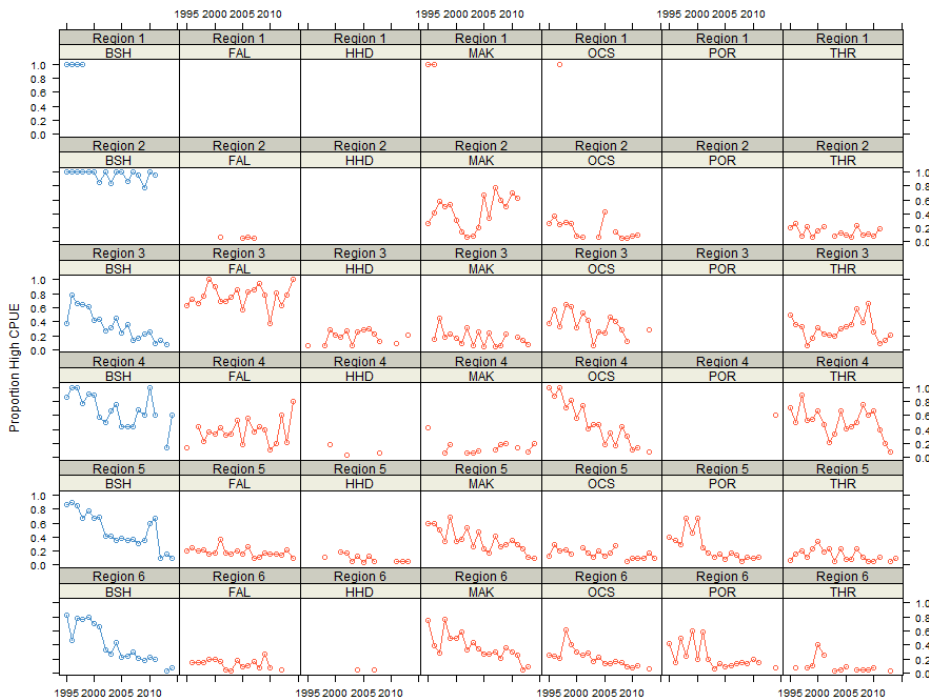 1995 2000 2005 2010 1995 2000 2005 2010 1995 2000 2005 2010
Region 1 Region 1 Region 1 Region 1 Region 1 Region 1 Region 1
BSH FAL HHD MAK OCS POR THR
1.0
0.8
0.6
0.4
0.2
0.0
Region 2 Region 2 Region 2 Region 2 Region 2 Region 2 Region 2
BSH FAL HHD MAK OCS POR THR
1.0
0.8
0.6
0.4
0.2
0.0
Region 3 Region 3 Region 3 Region 3 Region 3 Region 3 Region 3
BSH FAL HHD MAK OCS POR THR
1.0
0.8
0.6
0.4
0.2
0.0
Proportion High CPUE
Region 4 Region 4 Region 4 Region 4 Region 4 Region 4 Region 4
BSH FAL HHD MAK OCS POR THR
1.0
0.8
0.6
0.4
0.2
0.0
Region 5 Region 5 Region 5 Region 5 Region 5 Region 5 Region 5
BSH FAL HHD MAK OCS POR THR
1.0
0.8
0.6
0.4
0.2
0.0
Region 6 Region 6 Region 6 Region 6 Region 6 Region 6 Region 6
BSH FAL HHD MAK OCS POR THR
1.0
0.8
0.6
0.4
0.2
0.0
1995 2000 2005 2010 1995 2000 2005 2010 1995 2000 2005 2010 1995 2000 2005 2010